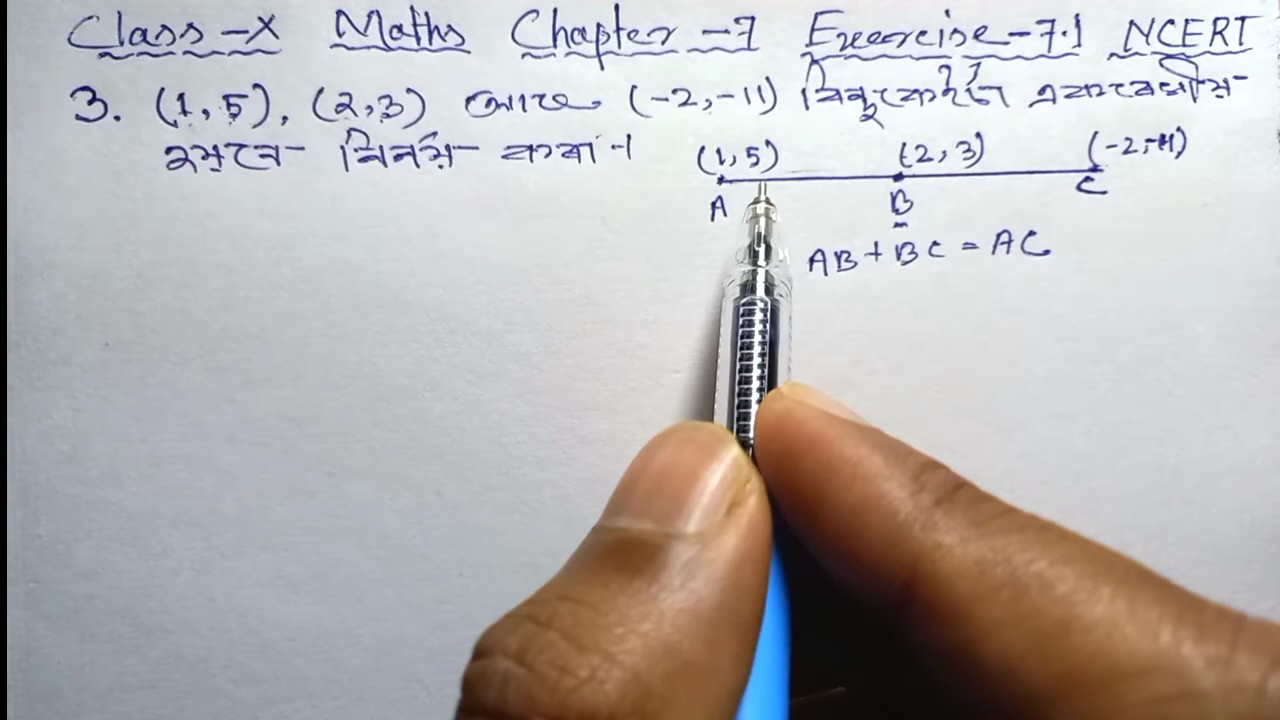 Class-X Maths Chapter-7 Exercise-7.1 NCERT
3. (1,5), (2,3) আৰু (-2,-11) বিন্দুকেইটা একৰেখীয়
হয়নে নিৰ্ণয় কৰা।
(1,5) (2,3) (-2,-11)
A B C
AB + BC = AC